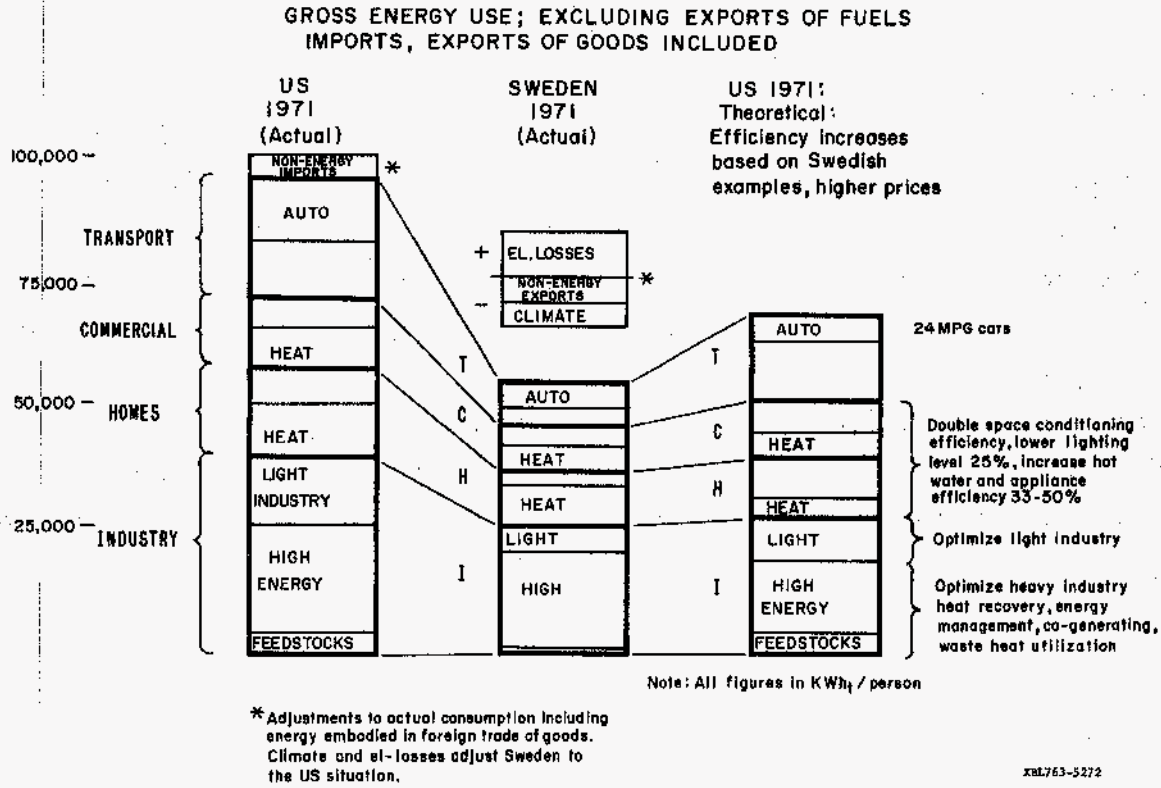 GROSS ENERGY USE; EXCLUDING EXPORTS OF FUELS
IMPORTS, EXPORTS OF GOODS INCLUDED
US
1971
(Actual)
SWEDEN
1971
(Actual)
US 1971:
Theoretical:
Efficiency increases
based on Swedish
examples, higher prices
100,000
75,000
50,000
25,000
TRANSPORT
COMMERCIAL
HOMES
INDUSTRY
NON-ENERGY
IMPORTS
*
AUTO
HEAT
HEAT
LIGHT
INDUSTRY
HIGH
ENERGY
FEEDSTOCKS
T
C
H
I
+
EL. LOSSES
NON-ENERGY
EXPORTS
*
–
CLIMATE
AUTO
HEAT
HEAT
LIGHT
HIGH
T
C
H
I
AUTO
HEAT
HEAT
LIGHT
HIGH
ENERGY
FEEDSTOCKS
24 MPG cars
Double space conditioning
efficiency, lower lighting
level 25%, increase hot
water and appliance
efficiency 33-50%
Optimize light industry
Optimize heavy industry
heat recovery, energy
management, co-generating,
waste heat utilization
Note: All figures in KWht / person
* Adjustments to actual consumption including
energy embodied in foreign trade of goods.
Climate and el-losses adjust Sweden to
the US situation.
XBL763-5272